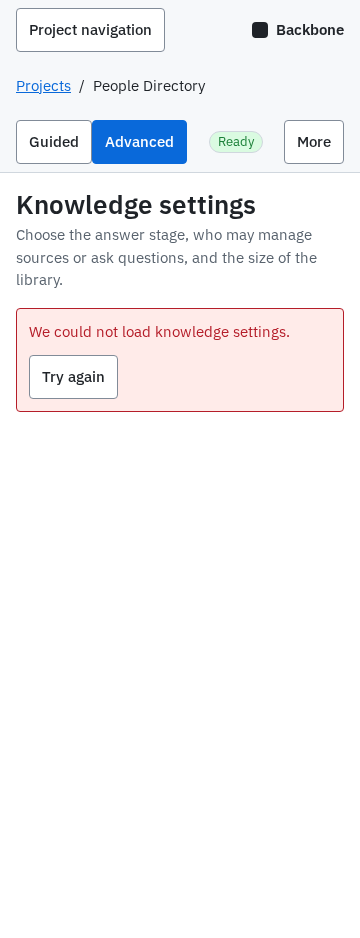 Project navigation
Backbone
Projects / People Directory
Guided
Advanced
Ready
More
Knowledge settings
Choose the answer stage, who may manage
sources or ask questions, and the size of the
library.
We could not load knowledge settings.
Try again